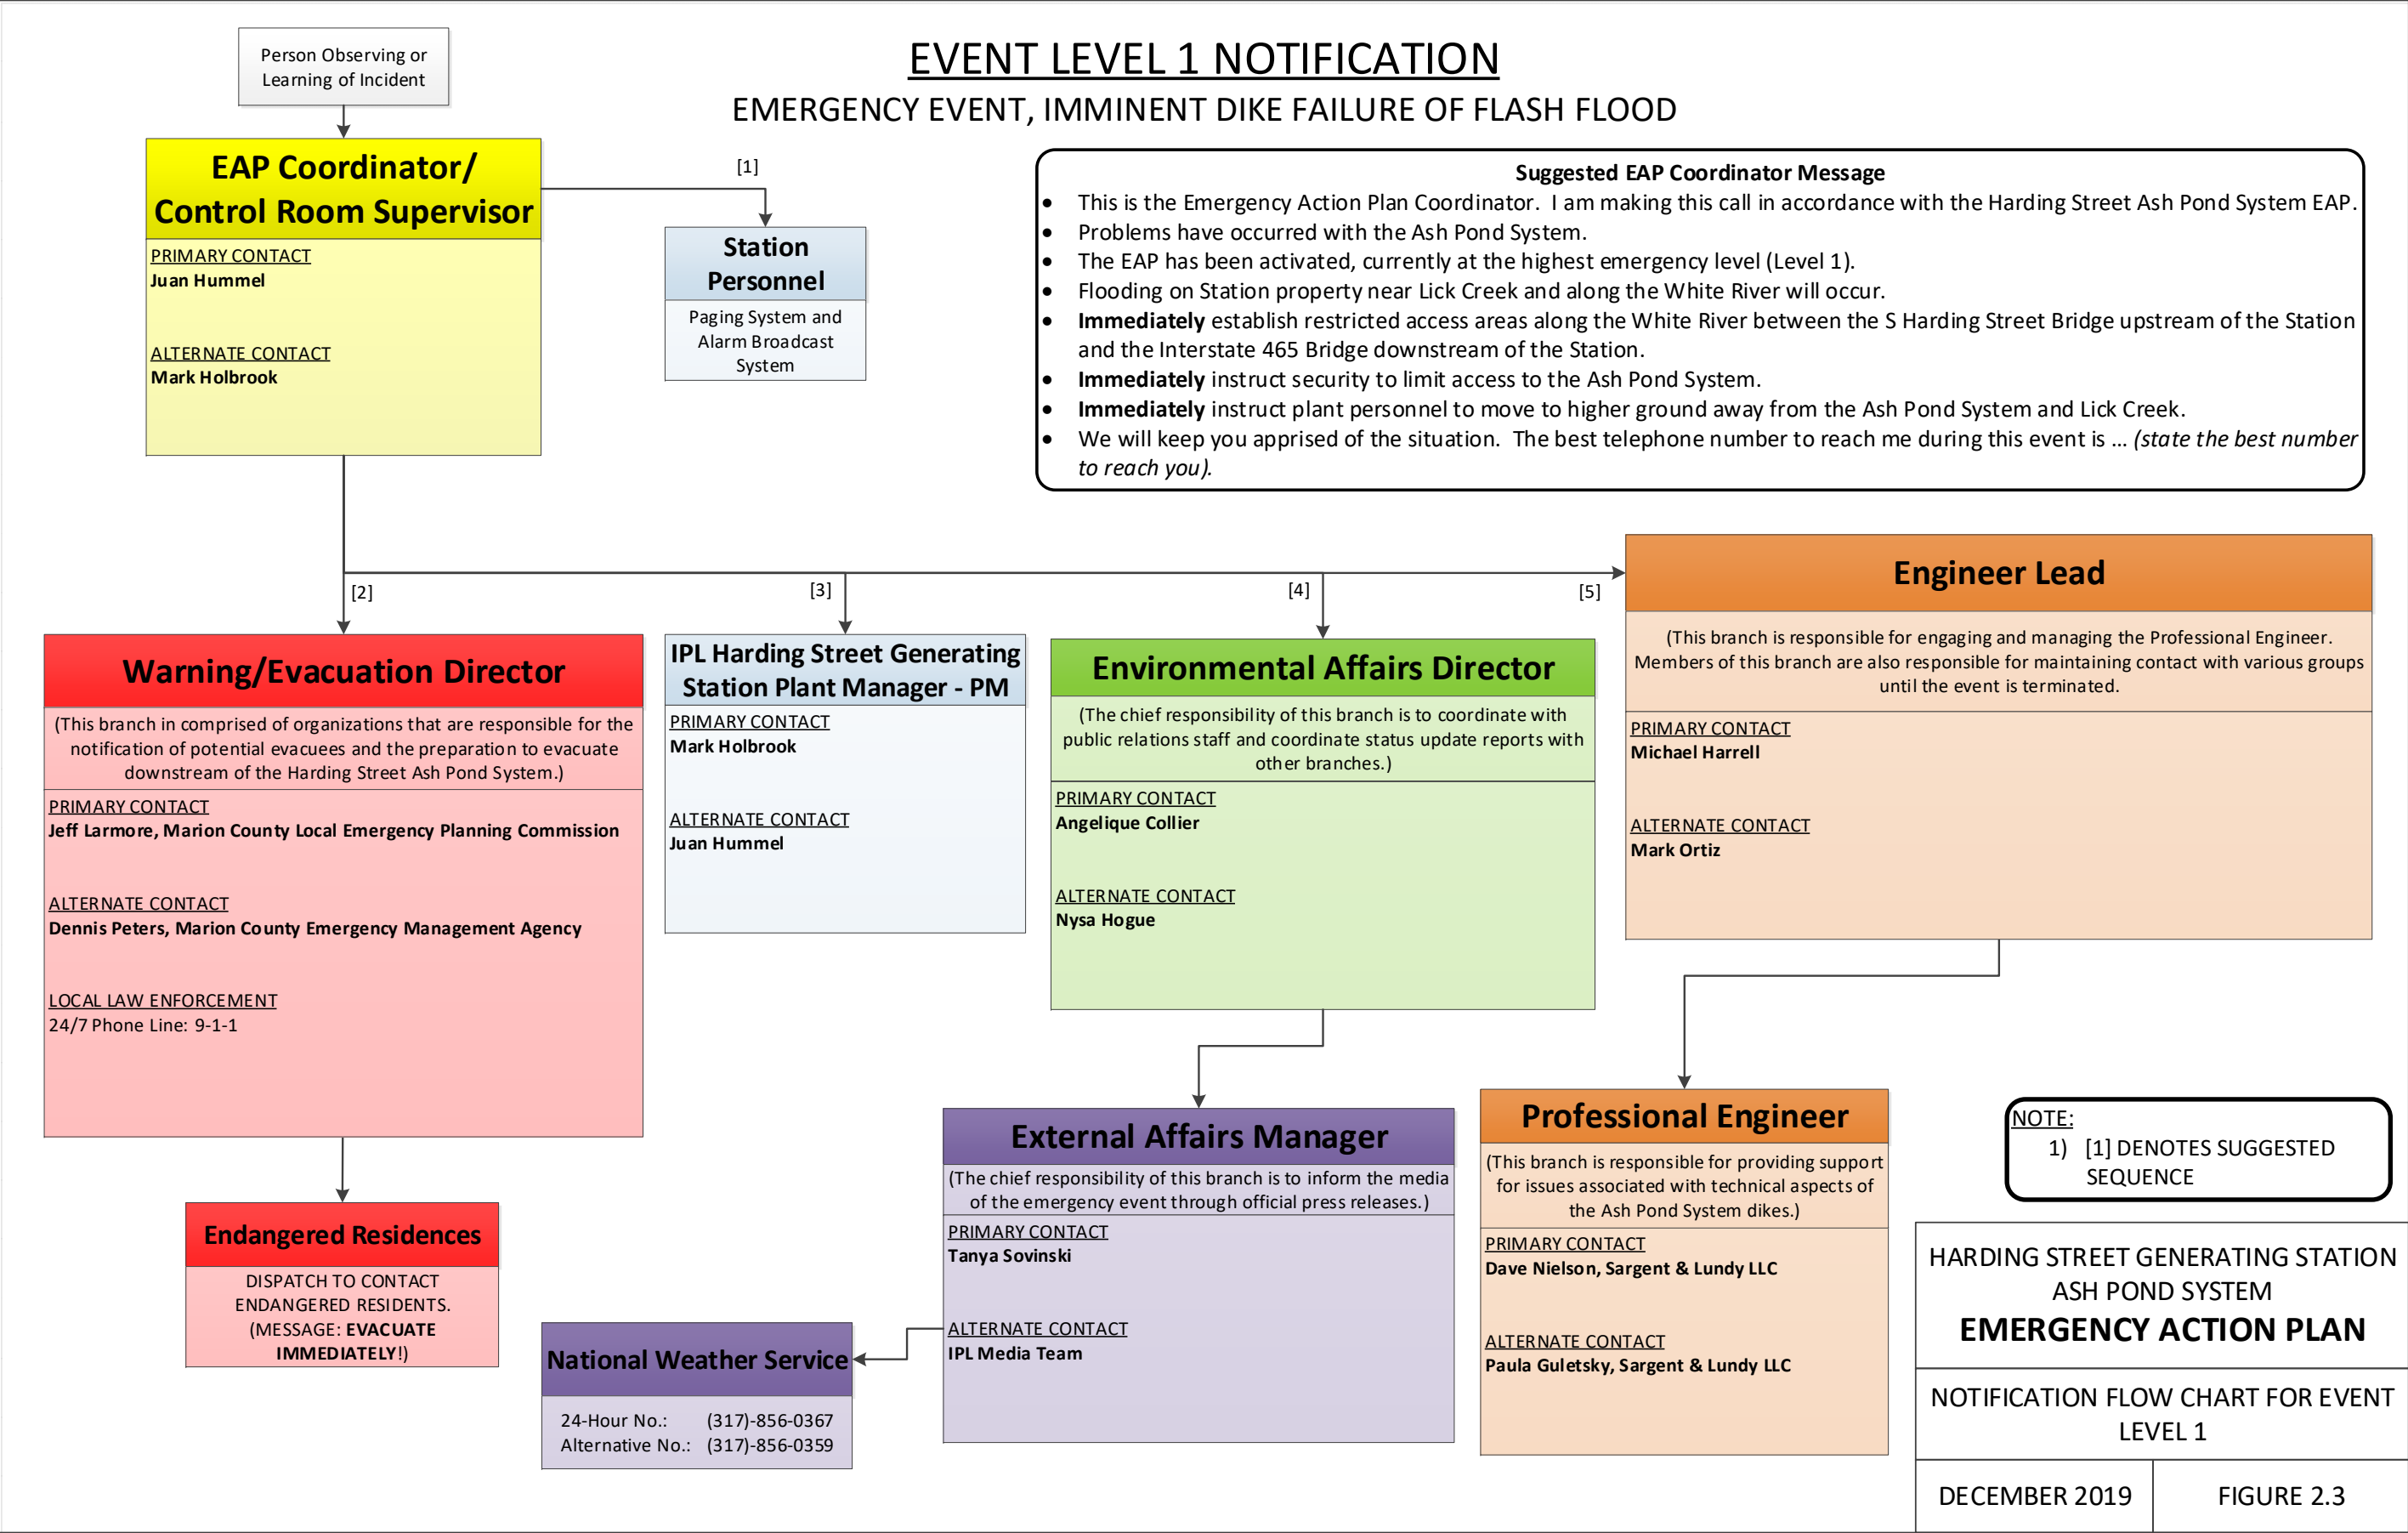 Person Observing or
Learning of Incident
EVENT LEVEL 1 NOTIFICATION
EMERGENCY EVENT, IMMINENT DIKE FAILURE OF FLASH FLOOD
EAP Coordinator/
Control Room Supervisor
PRIMARY CONTACT
Juan Hummel
ALTERNATE CONTACT
Mark Holbrook
[1]
Station
Personnel
Paging System and
Alarm Broadcast
System
Suggested EAP Coordinator Message
• This is the Emergency Action Plan Coordinator.  I am making this call in accordance with the Harding Street Ash Pond System EAP.
• Problems have occurred with the Ash Pond System.
• The EAP has been activated, currently at the highest emergency level (Level 1).
• Flooding on Station property near Lick Creek and along the White River will occur.
• Immediately establish restricted access areas along the White River between the S Harding Street Bridge upstream of the Station
and the Interstate 465 Bridge downstream of the Station.
• Immediately instruct security to limit access to the Ash Pond System.
• Immediately instruct plant personnel to move to higher ground away from the Ash Pond System and Lick Creek.
• We will keep you apprised of the situation.  The best telephone number to reach me during this event is … (state the best number
to reach you).
[2]
[3]
[4]
[5]
Warning/Evacuation Director
(This branch in comprised of organizations that are responsible for the
notification of potential evacuees and the preparation to evacuate
downstream of the Harding Street Ash Pond System.)
PRIMARY CONTACT
Jeff Larmore, Marion County Local Emergency Planning Commission
ALTERNATE CONTACT
Dennis Peters, Marion County Emergency Management Agency
LOCAL LAW ENFORCEMENT
24/7 Phone Line: 9-1-1
IPL Harding Street Generating
Station Plant Manager - PM
PRIMARY CONTACT
Mark Holbrook
ALTERNATE CONTACT
Juan Hummel
Environmental Affairs Director
(The chief responsibility of this branch is to coordinate with
public relations staff and coordinate status update reports with
other branches.)
PRIMARY CONTACT
Angelique Collier
ALTERNATE CONTACT
Nysa Hogue
Engineer Lead
(This branch is responsible for engaging and managing the Professional Engineer.
Members of this branch are also responsible for maintaining contact with various groups
until the event is terminated.
PRIMARY CONTACT
Michael Harrell
ALTERNATE CONTACT
Mark Ortiz
Endangered Residences
DISPATCH TO CONTACT
ENDANGERED RESIDENTS.
(MESSAGE: EVACUATE
IMMEDIATELY!)
National Weather Service
24-Hour No.: (317)-856-0367
Alternative No.: (317)-856-0359
External Affairs Manager
(The chief responsibility of this branch is to inform the media
of the emergency event through official press releases.)
PRIMARY CONTACT
Tanya Sovinski
ALTERNATE CONTACT
IPL Media Team
Professional Engineer
(This branch is responsible for providing support
for issues associated with technical aspects of
the Ash Pond System dikes.)
PRIMARY CONTACT
Dave Nielson, Sargent & Lundy LLC
ALTERNATE CONTACT
Paula Guletsky, Sargent & Lundy LLC
NOTE:
1) [1] DENOTES SUGGESTED
SEQUENCE
HARDING STREET GENERATING STATION
ASH POND SYSTEM
EMERGENCY ACTION PLAN
NOTIFICATION FLOW CHART FOR EVENT
LEVEL 1
DECEMBER 2019
FIGURE 2.3